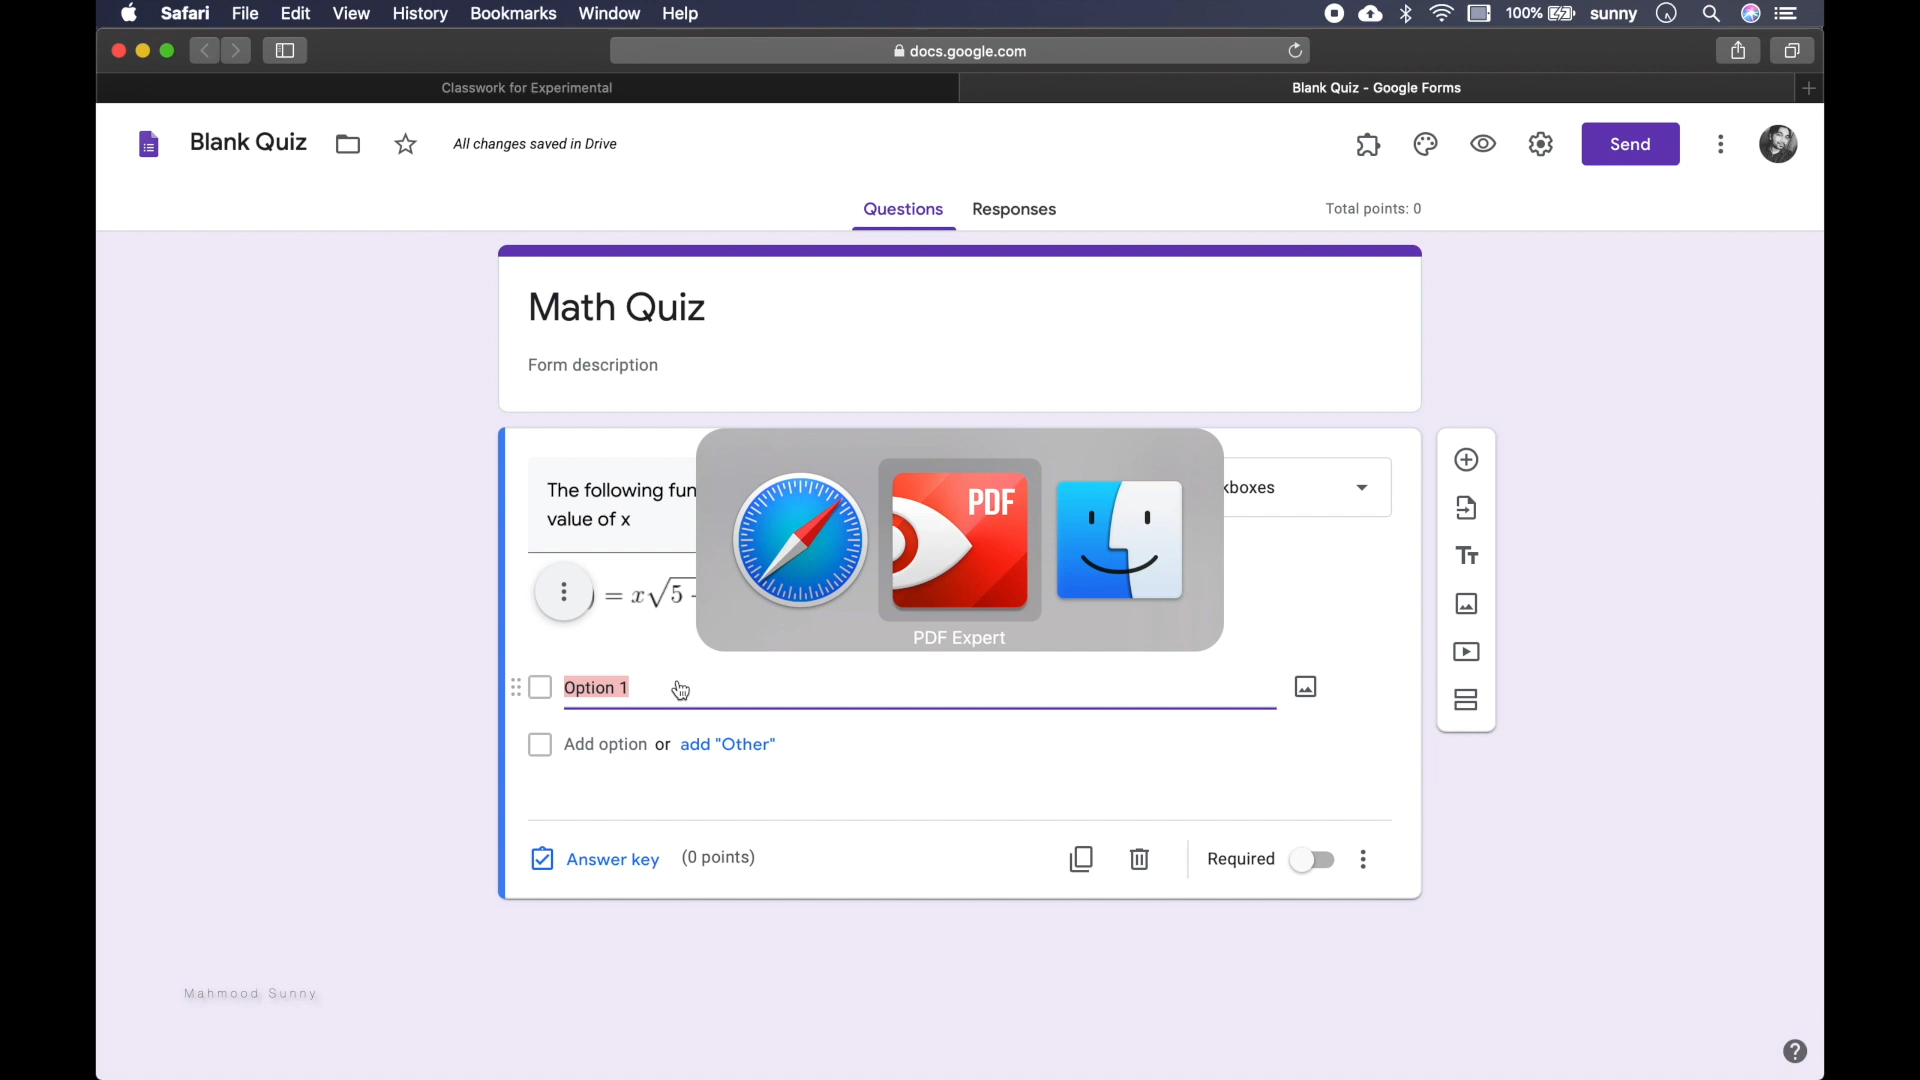 Safari File Edit View History Bookmarks Window Help 100% sunny
docs.google.com
Classwork for Experimental
Blank Quiz - Google Forms
Blank Quiz
All changes saved in Drive
Send
Questions
Responses
Total points: 0
Math Quiz
Form description
The following fun
value of x
kboxes
) = x√5 -
PDF
PDF Expert
Option 1
Add option or add "Other"
Answer key (0 points)
Required
Mahmood Sunny